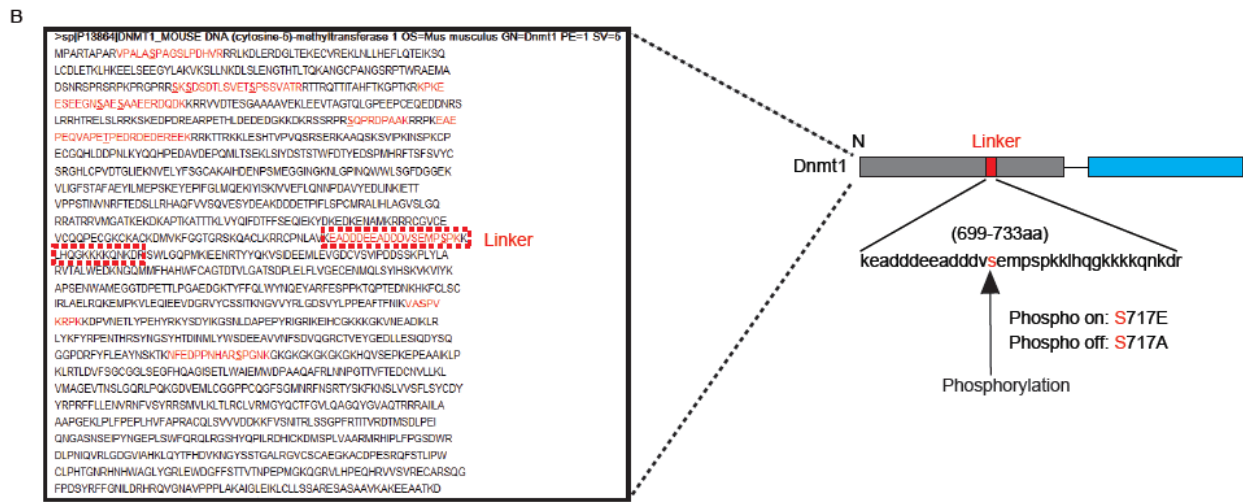 B
>sp|P13864|DNMT1_MOUSE DNA (cytosine-5)-methyltransferase 1 OS=Mus musculus GN=Dnmt1 PE=1 SV=5
MPARTAPARVPALASPAGSLPDHVRRRLKDLERDGLTEKECVREKLNLLHEFLQTEIKSQ
LCDLETKLHKEELSEEGYLAKVKSLLNKDLSLENGTHTLTQKANGCPANGSRPTWRAEMA
DSNRSPRSRPKPRGPRRSKSDSDTLSVETSPSSVATRRTTRQTTITAHFTKGPTKRKPKE
ESEEGNSAESAAEERDQDKKRRVVDTESGAAAAVEKLEEVTAGTQLGPEEPCEQEDDNRS
LRRHTRELSLRRKSKEDPDREARPETHLDEDEDGKKDKRSSRPRSQPRDPAAKRRPKEAE
PEQVAPETPEDRDEDEREEKRRKTTRKKLESHTVPVQSRSERKAAQSKSVIPKINSPKCP
ECGQHLDDPNLKYQQHPEDAVDEPQMLTSEKLSIYDSTSTWFDTYEDSPMHRFTSFSVYC
SRGHLCPVDTGLIEKNVELYFSGCAKAIHDENPSMEGGINGKNLGPINQWWLSGFDGGEK
VLIGFSTAFAEYILMEPSKEYEPIFGLMQEKIYISKIVVEFLQNNPDAVYEDLINKIETT
VPPSTINVNRFTEDSLLRHAQFVVSQVESYDEAKDDDETPIFLSPCMRALIHLAGVSLGQ
RRATRRVMGATKEKDKAPTKATTTKLVYQIFDTFFSEQIEKYDKEDKENAMKRRRCGVCE
VCQQPECGKCKACKDMVKFGGTGRSKQACLKRRCPNLAVKEADDDEEADDDVSEMPSPKK Linker
LHQGKKKKQNKDRISWLGQPMKIEENRTYYQKVSIDEEMLEVGDCVSVIPDDSSKPLYLA
RVTALWEDKNGQMMFHAHWFCAGTDTVLGATSDPLELFLVGECENMQLSYIHSKVKVIYK
APSENWAMEGGTDPETTLPGAEDGKTYFFQLWYNQEYARFESPPKTQPTEDNKHKFCLSC
IRLAELRQKEMPKVLEQIEEVDGRVYCSSITKNGVVYRLGDSVYLPPEAFTFNIKVASPV
KRPKKDPVNETLYPEHYRKYSDYIKGSNLDAPEPYRIGRIKEIHCGKKKGKVNEADIKLR
LYKFYRPENTHRSYNGSYHTDINMLYWSDEEAVVNFSDVQGRCTVEYGEDLLESIQDYSQ
GGPDRFYFLEAYNSKTKNFEDPPNHARSPGNKGKGKGKGKGKGKHQVSEPKEPEAAIKLP
KLRTLDVFSGCGGLSEGFHQAGISETLWAIEMWDPAAQAFRLNNPGTTVFTEDCNVLLKL
VMAGEVTNSLGQRLPQKGDVEMLCGGPPCQGFSGMNRFNSRTYSKFKNSLVVSFLSYCDY
YRPRFFLLENVRNFVSYRRSMVLKLTLRCLVRMGYQCTFGVLQAGQYGVAQTRRRAIILA
AAPGEKLPLFPEPLHVFAPRACQLSVVVDDKKFVSNITRLSSGPFRTITVRDTMSDLPEI
QNGASNSEIPYNGEPLSWFQRQLRGSHYQPILRDHICKDMSPLVAARMRHIPLFPGSDWR
DLPNIQVRLGDGVIAHKLQYTFHDVKNGYSSTGALRGVCSCAEGKACDPESRQFSTLIPW
CLPHTGNRHNHWAGLYGRLEWDGFFSTTVTNPEPMGKQGRVLHPEQHRVVSVRECARSQG
FPDSYRFFGNILDRHRQVGNAVPPPLAKAIGLEIKLCLLSSARESASAAVKAKEEAATKD
N
Linker
Dnmt1
(699-733aa)
keadddeeadddvsempspkklhqgkkkkqnkdr
Phospho on: S717E
Phospho off: S717A
Phosphorylation